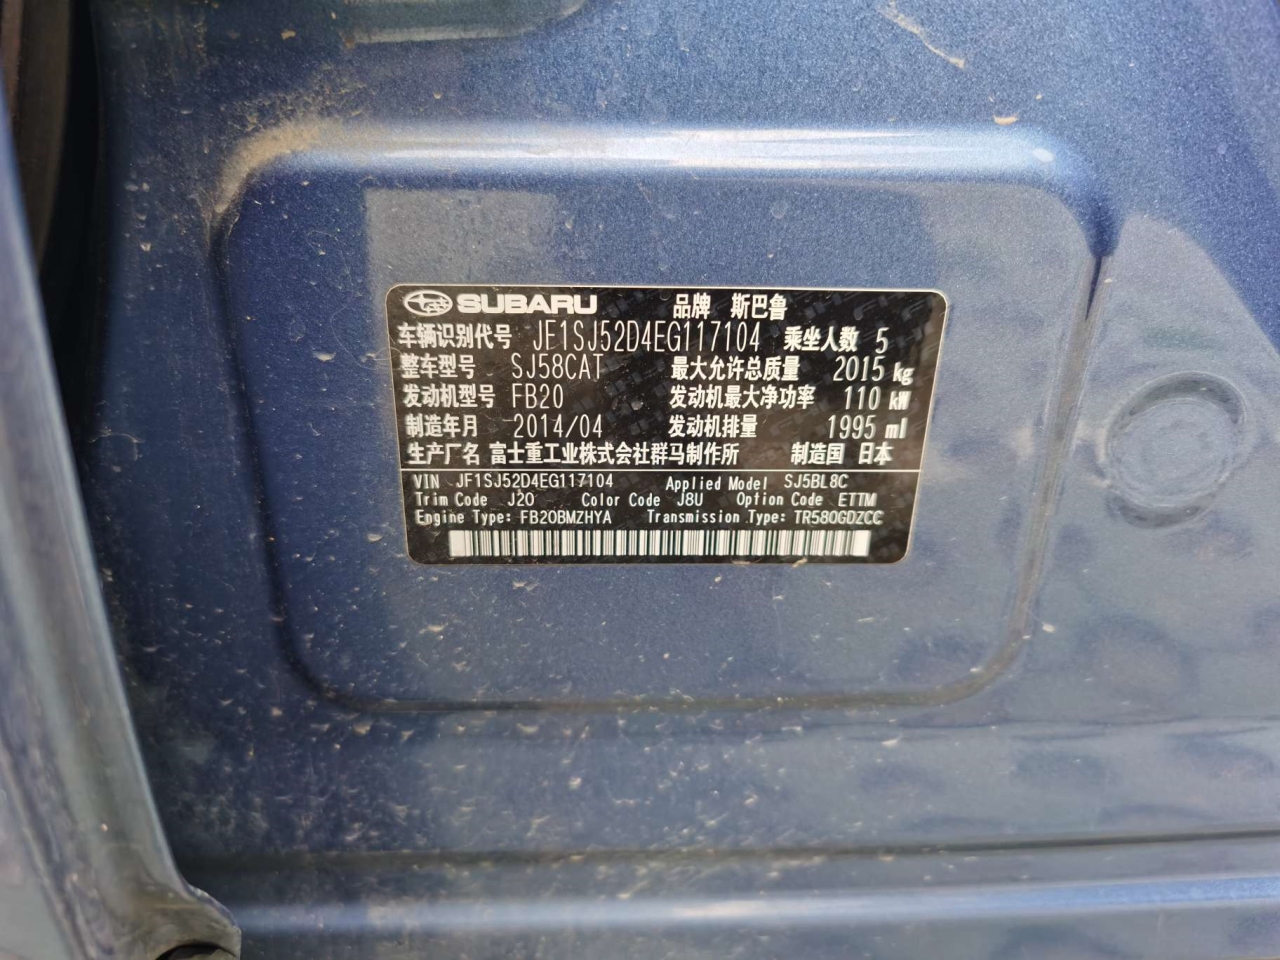 SUBARU 品牌 斯巴鲁
车辆识别代号 JF1SJ52D4EG117104 乘坐人数 5
整车型号 SJ58CAT 最大允许总质量 2015 kg
发动机型号 FB20 发动机最大净功率 110 kW
制造年月 2014/04 发动机排量 1995 ml
生产厂名 富士重工业株式会社群马制作所 制造国 日本
VIN JF1SJ52D4EG117104 Applied Model SJ5BL8C
Trim Code J20 Color Code J8U Option Code ETTM
Engine Type: FB20BMZHYA Transmission Type: TR580GDZCC